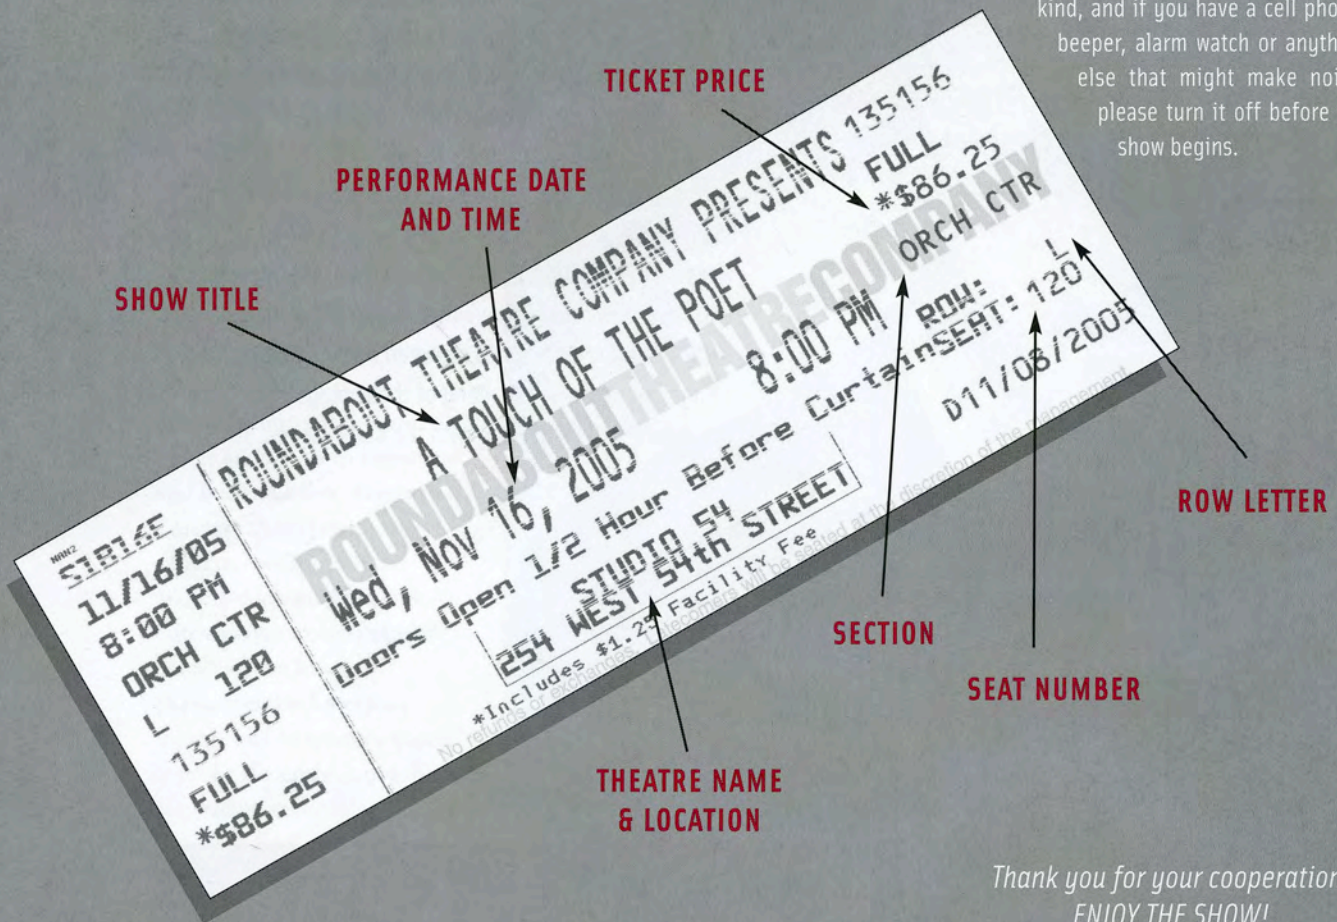 kind, and if you have a cell pho
beeper, alarm watch or anyth
else that might make noi
please turn it off before
show begins.
TICKET PRICE
PERFORMANCE DATE
AND TIME
SHOW TITLE
ROW LETTER
SECTION
SEAT NUMBER
THEATRE NAME
& LOCATION
S1816E
11/16/05
8:00 PM
ORCH CTR
120
L
135156
FULL
*$86.25
ROUNDABOUT THEATRE COMPANY PRESENTS 135156
FULL
*$86.25
A TOUCH OF THE POET
ORCH CTR
ROUNDABOUTTHEATRECOMPANY
Wed, Nov 16, 2005 8:00 PM ROW: L
Doors Open 1/2 Hour Before CurtainSEAT: 120
STUDIO 54
D11/08/2005
254 WEST 54th STREET
*Includes $1.25 Facility Fee
No refunds or exchanges. Latecomers will be seated at the discretion of the management
Thank you for your cooperation
ENJOY THE SHOW!